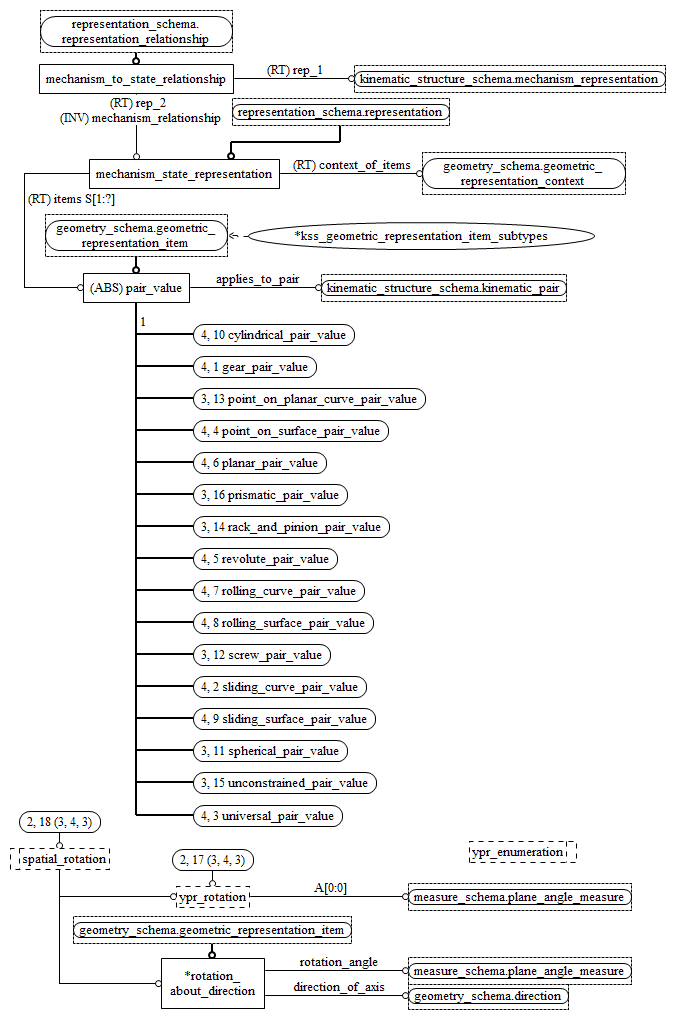 representation_schema.
representation_relationship
mechanism_to_state_relationship
(RT) rep_1
kinematic_structure_schema.mechanism_representation
(RT) rep_2
(INV) mechanism_relationship
representation_schema.representation
mechanism_state_representation
(RT) context_of_items
geometry_schema.geometric_
representation_context
(RT) items S[1:?]
geometry_schema.geometric_
representation_item
*kss_geometric_representation_item_subtypes
(ABS) pair_value
applies_to_pair
kinematic_structure_schema.kinematic_pair
1
4, 10 cylindrical_pair_value
4, 1 gear_pair_value
3, 13 point_on_planar_curve_pair_value
4, 4 point_on_surface_pair_value
4, 6 planar_pair_value
3, 16 prismatic_pair_value
3, 14 rack_and_pinion_pair_value
4, 5 revolute_pair_value
4, 7 rolling_curve_pair_value
4, 8 rolling_surface_pair_value
3, 12 screw_pair_value
4, 2 sliding_curve_pair_value
4, 9 sliding_surface_pair_value
3, 11 spherical_pair_value
3, 15 unconstrained_pair_value
4, 3 universal_pair_value
2, 18 (3, 4, 3)
spatial_rotation
2, 17 (3, 4, 3)
ypr_enumeration
ypr_rotation
A[0:0]
measure_schema.plane_angle_measure
geometry_schema.geometric_representation_item
*rotation_
about_direction
rotation_angle
measure_schema.plane_angle_measure
direction_of_axis
geometry_schema.direction